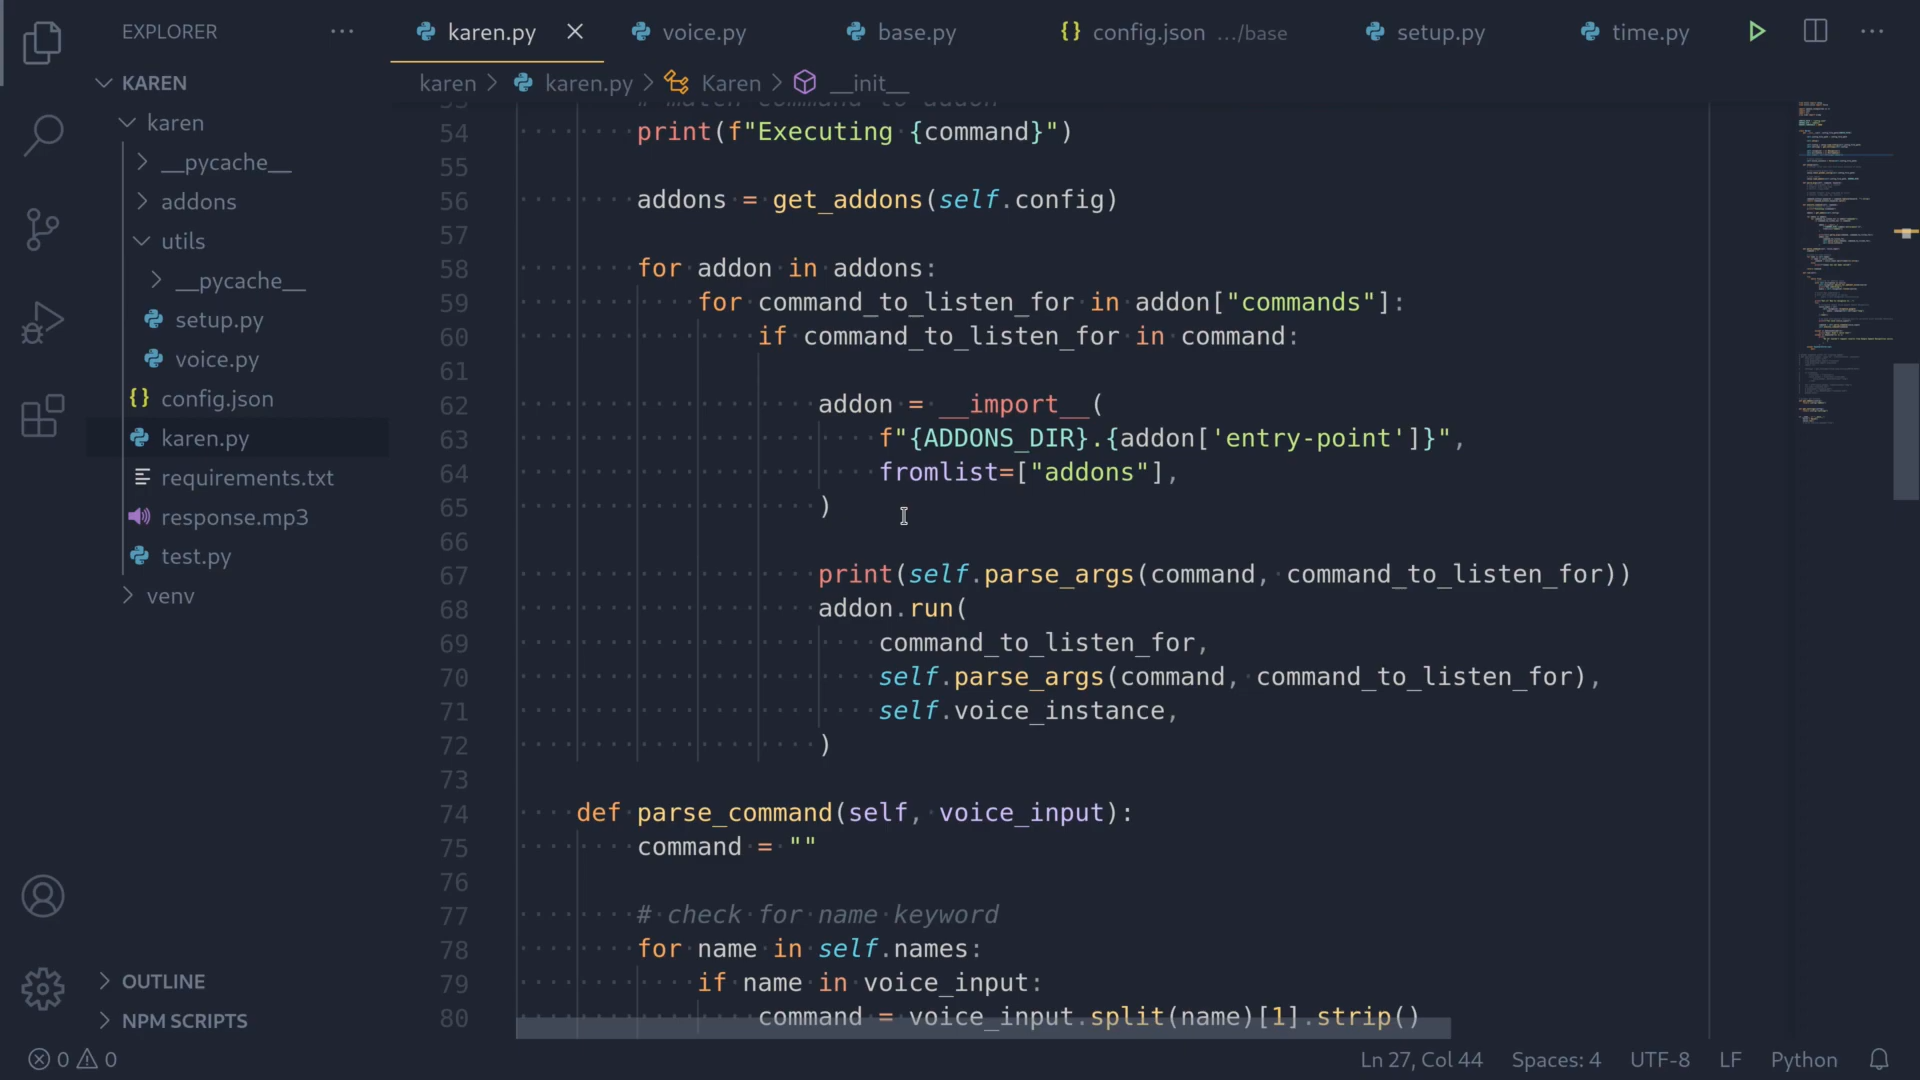 EXPLORER
karen.py
voice.py
base.py
{} config.json .../base
setup.py
time.py
KAREN
karen > karen.py > Karen > __init__
karen
__pycache__
addons
utils
__pycache__
setup.py
voice.py
{} config.json
karen.py
requirements.txt
response.mp3
test.py
venv
OUTLINE
NPM SCRIPTS
53 # match command to addon
54 print(f"Executing {command}")
55
56 addons = get_addons(self.config)
57
58 for addon in addons:
59 for command_to_listen_for in addon["commands"]:
60 if command_to_listen_for in command:
61
62 addon = __import__(
63 f"{ADDONS_DIR}.{addon['entry-point']}",
64 fromlist=["addons"],
65 )
66
67 print(self.parse_args(command, command_to_listen_for))
68 addon.run(
69 command_to_listen_for,
70 self.parse_args(command, command_to_listen_for),
71 self.voice_instance,
72 )
73
74 def parse_command(self, voice_input):
75 command = ""
76
77 # check for name keyword
78 for name in self.names:
79 if name in voice_input:
80 command = voice_input.split(name)[1].strip()
0 0
Ln 27, Col 44
Spaces: 4
UTF-8
LF
Python